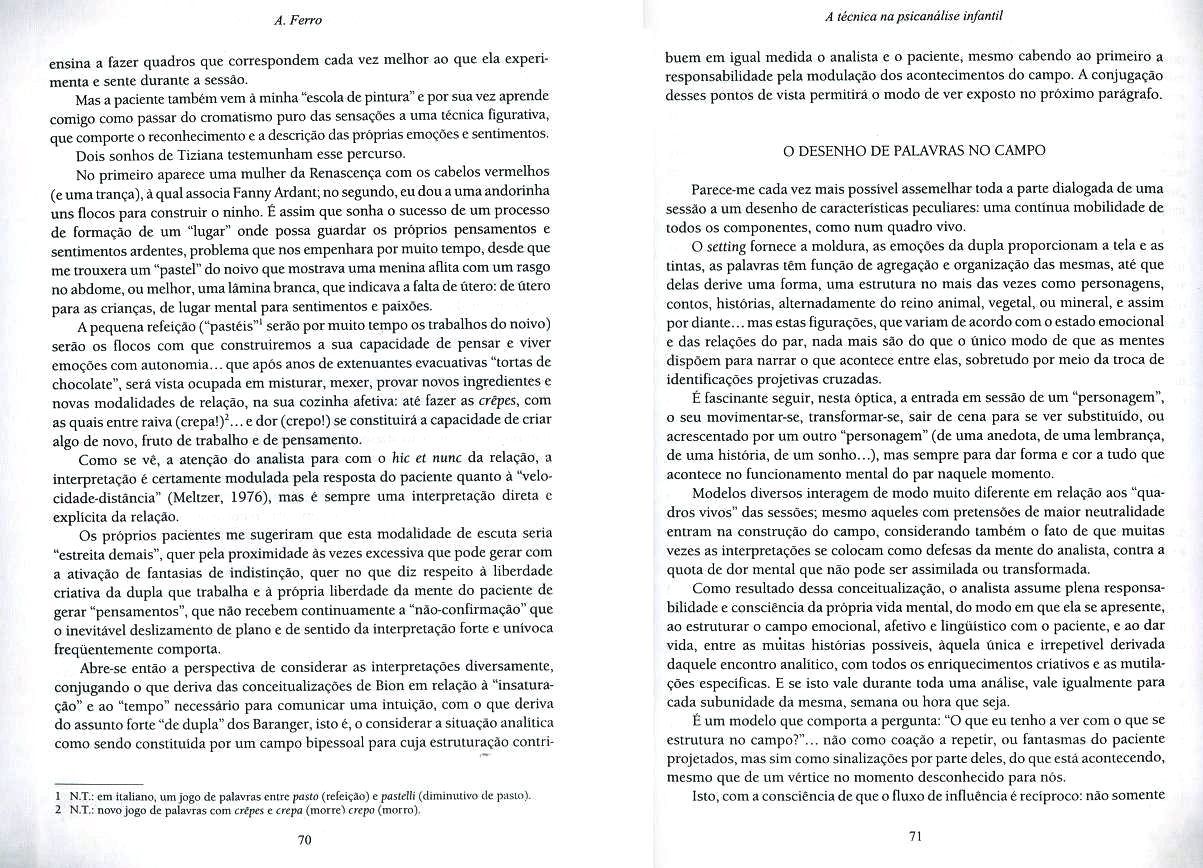 A. Ferro
ensina a fazer quadros que correspondem cada vez melhor ao que ela experi-
menta e sente durante a sessão.
Mas a paciente também vem à minha “escola de pintura” e por sua vez aprende
comigo como passar do cromatismo puro das sensações a uma técnica figurativa,
que comporte o reconhecimento e a descrição das próprias emoções e sentimentos.
Dois sonhos de Tiziana testemunham esse percurso.
No primeiro aparece uma mulher da Renascença com os cabelos vermelhos
(e uma trança), à qual associa Fanny Ardant; no segundo, eu dou a uma andorinha
uns flocos para construir o ninho. É assim que sonha o sucesso de um processo
de formação de um “lugar” onde possa guardar os próprios pensamentos e
sentimentos ardentes, problema que nos empenhara por muito tempo, desde que
me trouxera um “pastel” do noivo que mostrava uma menina aflita com um rasgo
no abdome, ou melhor, uma lâmina branca, que indicava a falta de útero: de útero
para as crianças, de lugar mental para sentimentos e paixões.
A pequena refeição (“pastéis”1 serão por muito tempo os trabalhos do noivo)
serão os flocos com que construiremos a sua capacidade de pensar e viver
emoções com autonomia... que após anos de extenuantes evacuativas “tortas de
chocolate”, será vista ocupada em misturar, mexer, provar novos ingredientes e
novas modalidades de relação, na sua cozinha afetiva: até fazer as crêpes, com
as quais entre raiva (crepa!)2... e dor (crepo!) se constituirá a capacidade de criar
algo de novo, fruto de trabalho e de pensamento.
Como se vê, a atenção do analista para com o hic et nunc da relação, a
interpretação é certamente modulada pela resposta do paciente quanto à “velo-
cidade-distância” (Meltzer, 1976), mas é sempre uma interpretação direta e
explícita da relação.
Os próprios pacientes me sugeriram que esta modalidade de escuta seria
“estreita demais”, quer pela proximidade às vezes excessiva que pode gerar com
a ativação de fantasias de indistinção, quer no que diz respeito à liberdade
criativa da dupla que trabalha e à própria liberdade da mente do paciente de
gerar “pensamentos”, que não recebem continuamente a “não-confirmação” que
o inevitável deslizamento de plano e de sentido da interpretação forte e unívoca
freqüentemente comporta.
Abre-se então a perspectiva de considerar as interpretações diversamente,
conjugando o que deriva das conceitualizações de Bion em relação à “insatura-
ção” e ao “tempo” necessário para comunicar uma intuição, com o que deriva
do assunto forte “de dupla” dos Baranger, isto é, o considerar a situação analítica
como sendo constituída por um campo bipessoal para cuja estruturação contri-
1 N.T.: em italiano, um jogo de palavras entre pasto (refeição) e pastelli (diminutivo de pasto).
2 N.T.: novo jogo de palavras com crêpes e crepa (morre) crepo (morro).
70
A técnica na psicanálise infantil
buem em igual medida o analista e o paciente, mesmo cabendo ao primeiro a
responsabilidade pela modulação dos acontecimentos do campo. A conjugação
desses pontos de vista permitirá o modo de ver exposto no próximo parágrafo.
O DESENHO DE PALAVRAS NO CAMPO
Parece-me cada vez mais possível assemelhar toda a parte dialogada de uma
sessão a um desenho de características peculiares: uma contínua mobilidade de
todos os componentes, como num quadro vivo.
O setting fornece a moldura, as emoções da dupla proporcionam a tela e as
tintas, as palavras têm função de agregação e organização das mesmas, até que
delas derive uma forma, uma estrutura no mais das vezes como personagens,
contos, histórias, alternadamente do reino animal, vegetal, ou mineral, e assim
por diante... mas estas figurações, que variam de acordo com o estado emocional
e das relações do par, nada mais são do que o único modo de que as mentes
dispõem para narrar o que acontece entre elas, sobretudo por meio da troca de
identificações projetivas cruzadas.
É fascinante seguir, nesta óptica, a entrada em sessão de um “personagem”,
o seu movimentar-se, transformar-se, sair de cena para se ver substituído, ou
acrescentado por um outro “personagem” (de uma anedota, de uma lembrança,
de uma história, de um sonho...), mas sempre para dar forma e cor a tudo que
acontece no funcionamento mental do par naquele momento.
Modelos diversos interagem de modo muito diferente em relação aos “qua-
dros vivos” das sessões; mesmo aqueles com pretensões de maior neutralidade
entram na construção do campo, considerando também o fato de que muitas
vezes as interpretações se colocam como defesas da mente do analista, contra a
quota de dor mental que não pode ser assimilada ou transformada.
Como resultado dessa conceitualização, o analista assume plena responsa-
bilidade e consciência da própria vida mental, do modo em que ela se apresente,
ao estruturar o campo emocional, afetivo e lingüístico com o paciente, e ao dar
vida, entre as muitas histórias possíveis, àquela única e irrepetível derivada
daquele encontro analítico, com todos os enriquecimentos criativos e as mutila-
ções específicas. E se isto vale durante toda uma análise, vale igualmente para
cada subunidade da mesma, semana ou hora que seja.
É um modelo que comporta a pergunta: “O que eu tenho a ver com o que se
estrutura no campo?”... não como coação a repetir, ou fantasmas do paciente
projetados, mas sim como sinalizações por parte deles, do que está acontecendo,
mesmo que de um vértice no momento desconhecido para nós.
Isto, com a consciência de que o fluxo de influência é recíproco: não somente
71